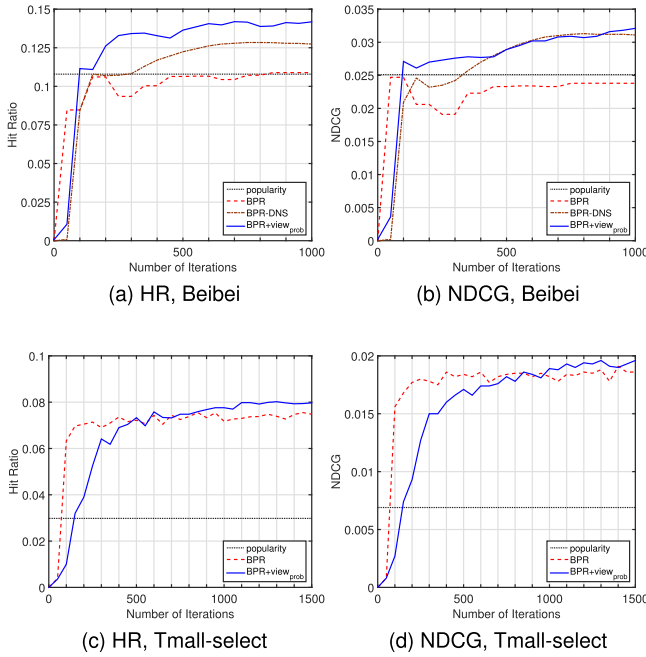 0.15
0.125
0.1
0.075
0.05
0.025
0
Hit Ratio
0
500
1000
Number of Iterations
popularity
BPR
BPR-DNS
BPR+view_prob
(a) HR, Beibei
0.035
0.03
0.025
0.02
0.015
0.01
0.005
0
NDCG
0
500
1000
Number of Iterations
popularity
BPR
BPR-DNS
BPR+view_prob
(b) NDCG, Beibei
0.1
0.08
0.06
0.04
0.02
0
Hit Ratio
0
500
1000
1500
Number of Iterations
popularity
BPR
BPR+view_prob
(c) HR, Tmall-select
0.02
0.015
0.01
0.005
0
NDCG
0
500
1000
1500
Number of Iterations
popularity
BPR
BPR+view_prob
(d) NDCG, Tmall-select